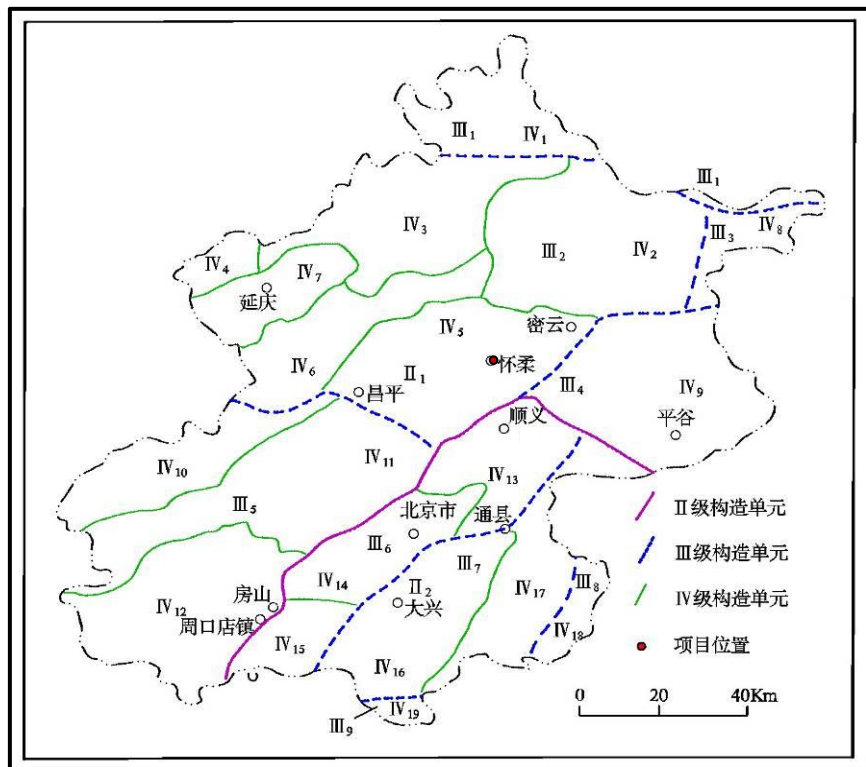 Ⅲ₁ Ⅳ₁
Ⅲ₁
Ⅳ₃
Ⅲ₃ Ⅳ₈
Ⅲ₂ Ⅳ₂
Ⅳ₄ Ⅳ₇
延庆
Ⅳ₅ 密云
Ⅳ₆ Ⅱ₁ 怀柔
Ⅲ₄ Ⅳ₉
昌平
顺义 平谷
Ⅳ₁₀ Ⅳ₁₁
Ⅳ₁₃
Ⅲ₅
北京市 通县
Ⅲ₆ Ⅲ₇
Ⅳ₁₄ Ⅱ₂ Ⅳ₁₇ Ⅲ₈
Ⅳ₁₂ 房山 大兴
周口店镇
Ⅳ₁₅ Ⅳ₁₈
Ⅳ₁₆
Ⅳ₁₉
Ⅲ₉
Ⅱ级构造单元
Ⅲ级构造单元
Ⅳ级构造单元
项目位置
0 20 40Km